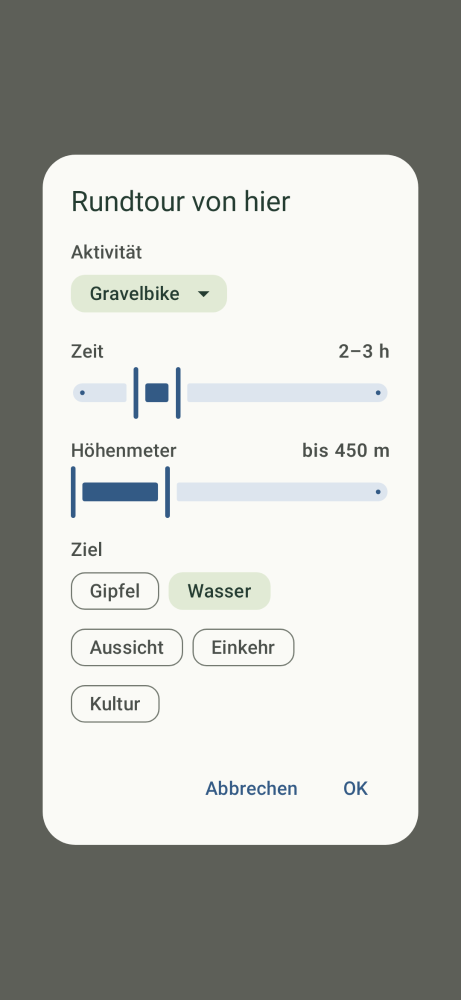 Rundtour von hier
Aktivität
Gravelbike
Zeit 2–3 h
Höhenmeter bis 450 m
Ziel
Gipfel Wasser
Aussicht Einkehr
Kultur
Abbrechen OK